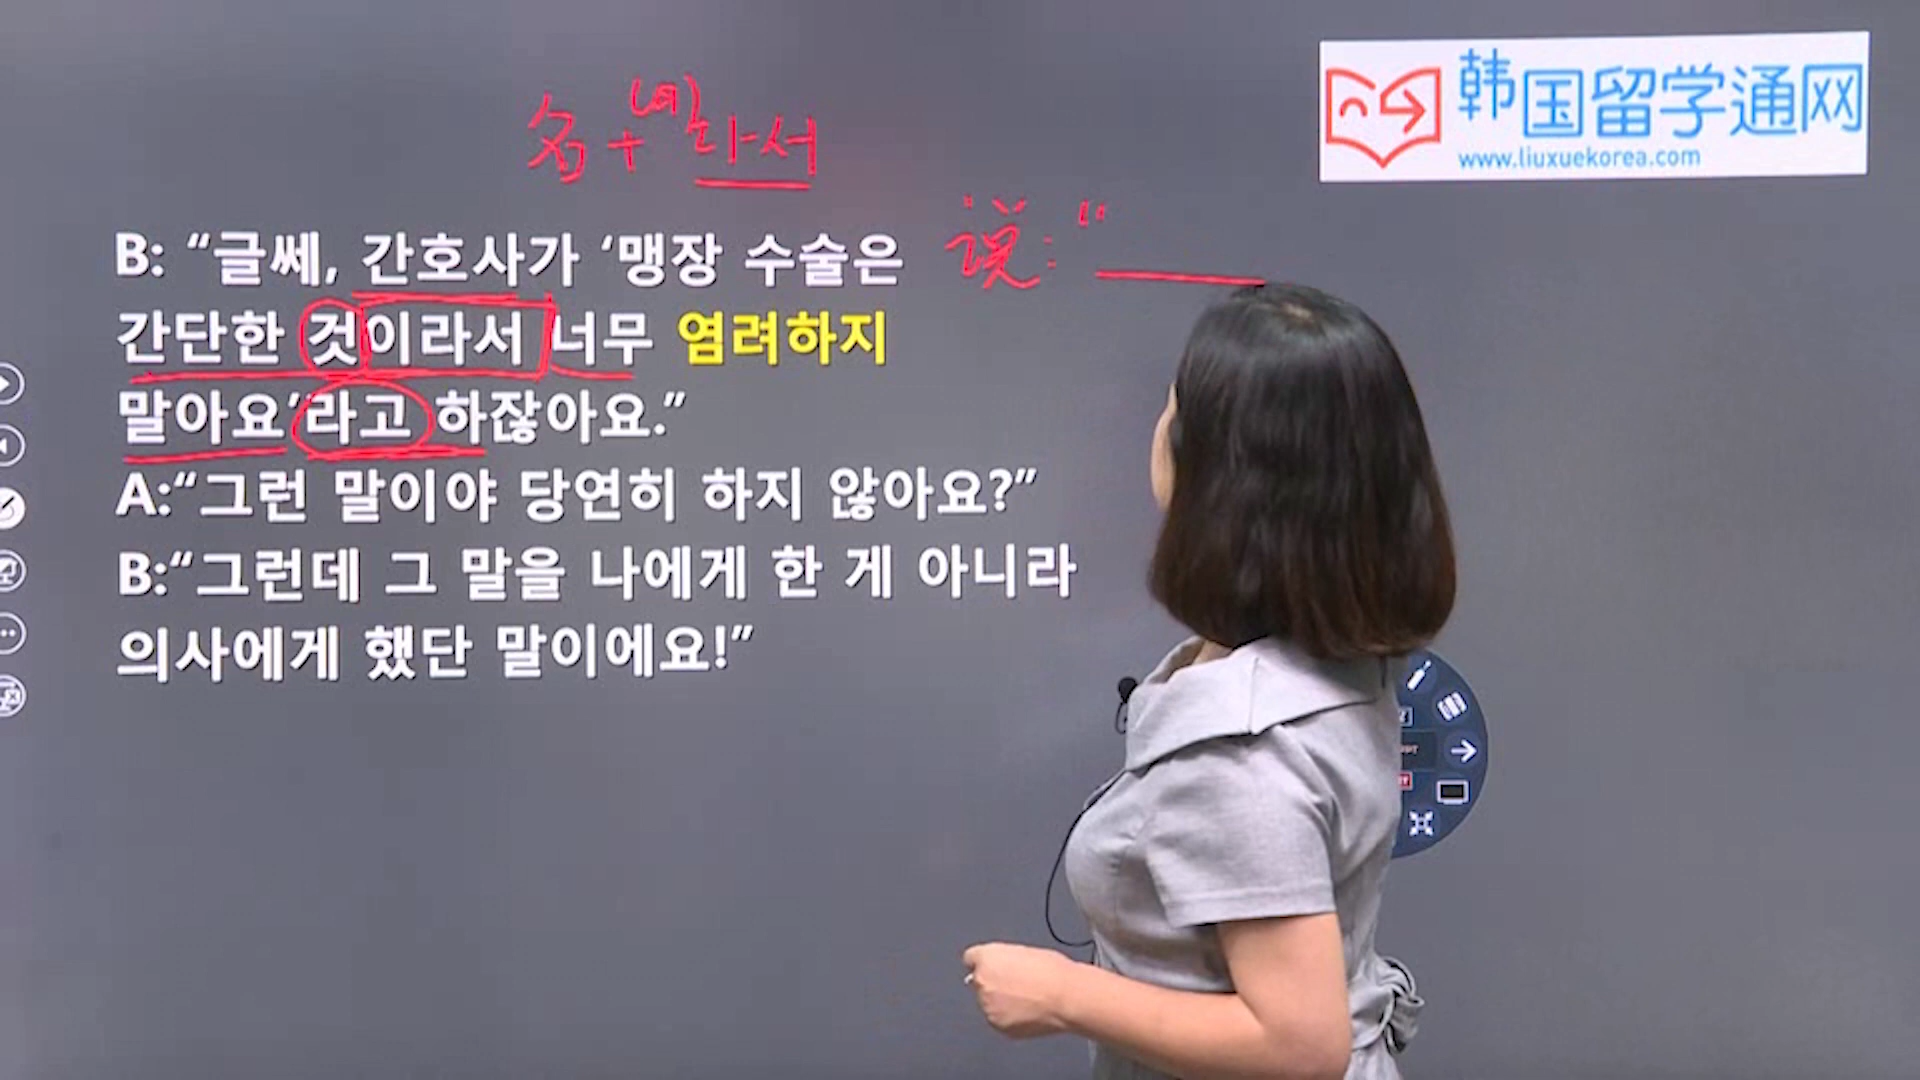 韩国留学通网
www.liuxuekorea.com
名+(이)라서
说:“
B: “글쎄, 간호사가 ‘맹장 수술은
간단한 것이라서 너무 염려하지
말아요’라고 하잖아요.”
A:“그런 말이야 당연히 하지 않아요?”
B:“그런데 그 말을 나에게 한 게 아니라
의사에게 했단 말이에요!”